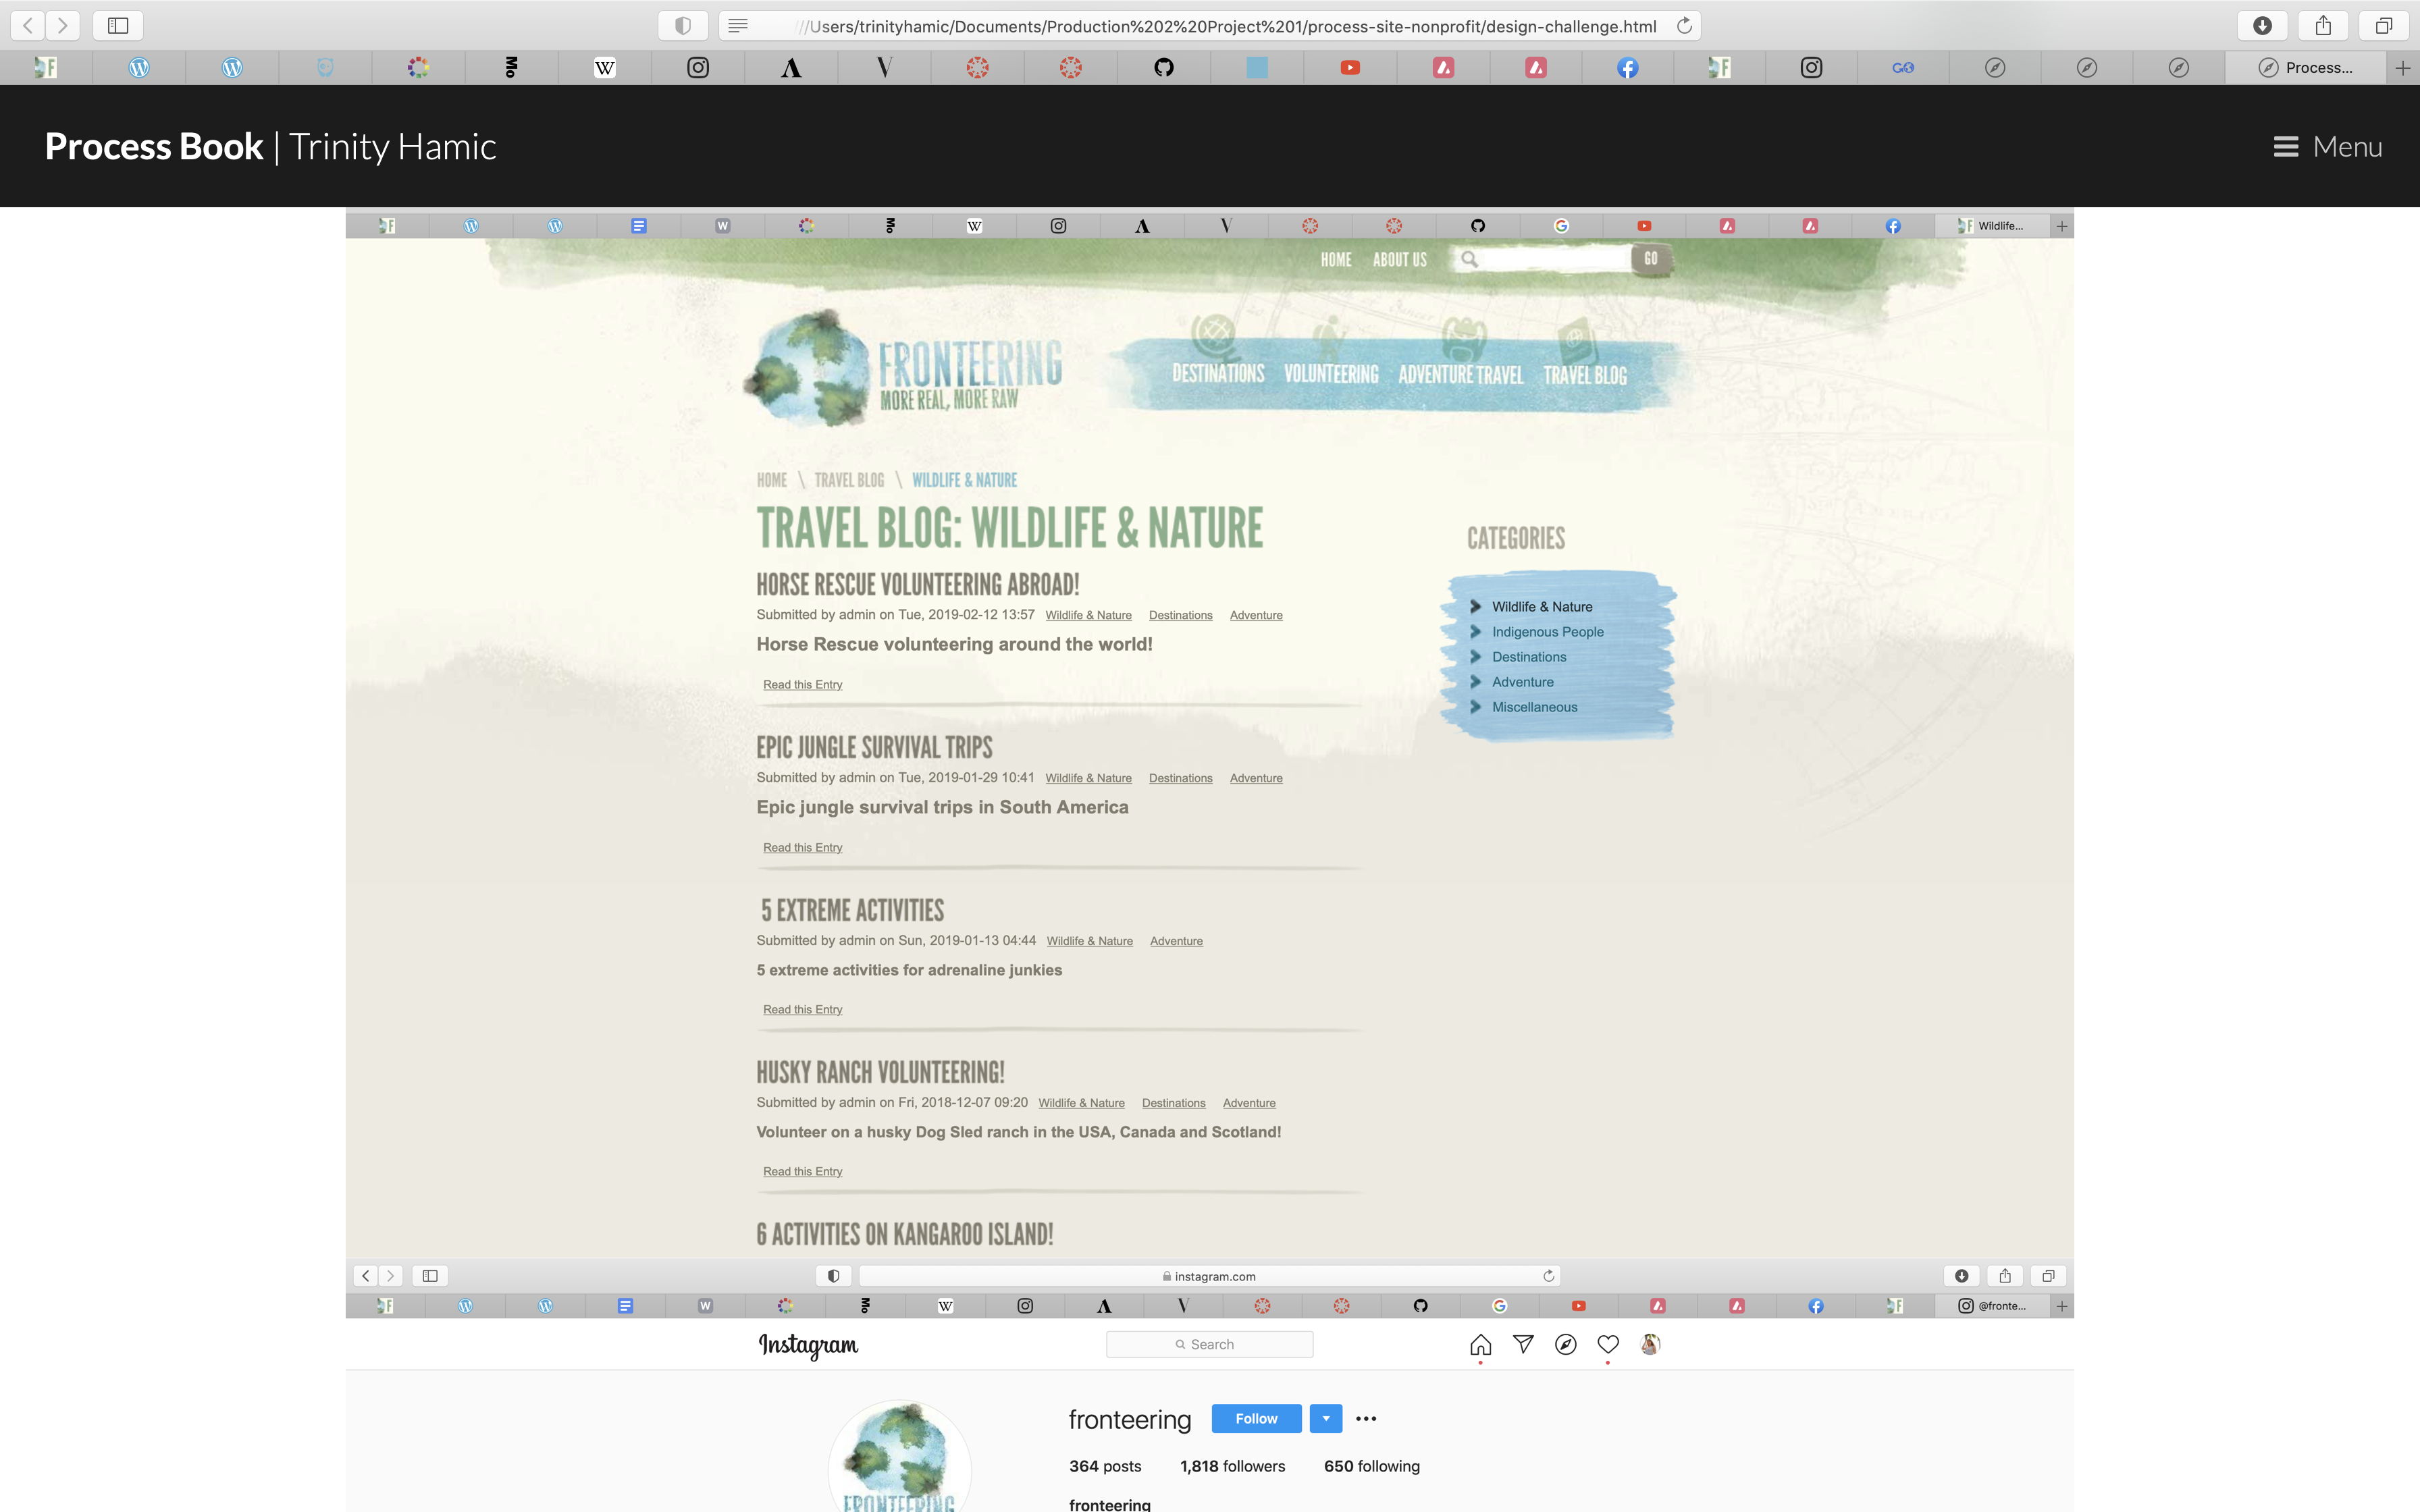 ///Users/trinityhamic/Documents/Production%202%20Project%201/process-site-nonprofit/design-challenge.html
Process...
Process Book | Trinity Hamic
Menu
Wildlife...
HOME ABOUT US GO
FRONTEERING
MORE REAL, MORE RAW
DESTINATIONS VOLUNTEERING ADVENTURE TRAVEL TRAVEL BLOG
HOME \ TRAVEL BLOG \ WILDLIFE & NATURE
TRAVEL BLOG: WILDLIFE & NATURE
HORSE RESCUE VOLUNTEERING ABROAD!
Submitted by admin on Tue, 2019-02-12 13:57 Wildlife & Nature Destinations Adventure
Horse Rescue volunteering around the world!
Read this Entry
EPIC JUNGLE SURVIVAL TRIPS
Submitted by admin on Tue, 2019-01-29 10:41 Wildlife & Nature Destinations Adventure
Epic jungle survival trips in South America
Read this Entry
5 EXTREME ACTIVITIES
Submitted by admin on Sun, 2019-01-13 04:44 Wildlife & Nature Adventure
5 extreme activities for adrenaline junkies
Read this Entry
HUSKY RANCH VOLUNTEERING!
Submitted by admin on Fri, 2018-12-07 09:20 Wildlife & Nature Destinations Adventure
Volunteer on a husky Dog Sled ranch in the USA, Canada and Scotland!
Read this Entry
6 ACTIVITIES ON KANGAROO ISLAND!
CATEGORIES
Wildlife & Nature
Indigenous People
Destinations
Adventure
Miscellaneous
instagram.com
@fronte...
Instagram
Search
fronteering Follow
364 posts 1,818 followers 650 following
fronteering
FRONTEERING